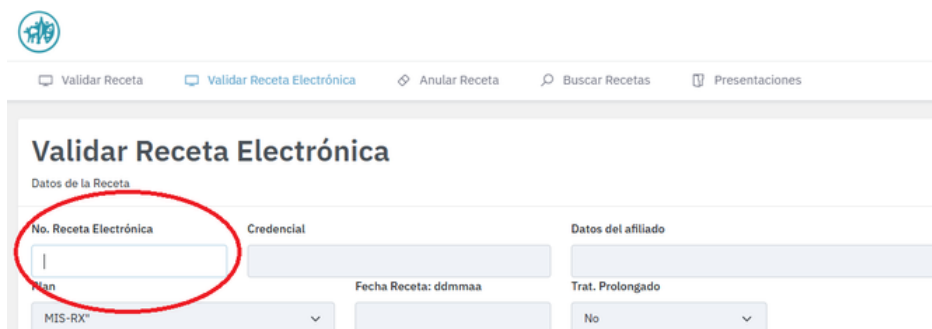 Validar Receta Validar Receta Electrónica Anular Receta Buscar Recetas Presentaciones
Validar Receta Electrónica
Datos de la Receta
No. Receta Electrónica Credencial Datos del afiliado
Plan Fecha Receta: ddmmaa Trat. Prolongado
MIS-RX" No